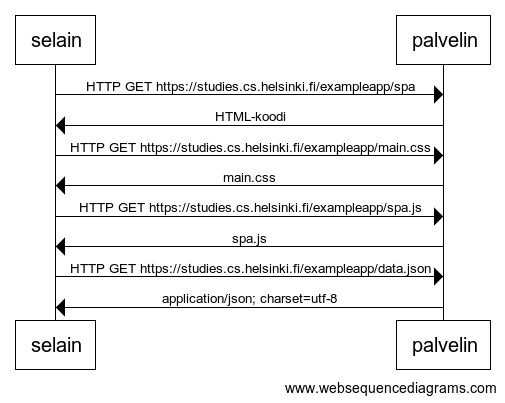 selain
palvelin
HTTP GET https://studies.cs.helsinki.fi/exampleapp/spa
HTML-koodi
HTTP GET https://studies.cs.helsinki.fi/exampleapp/main.css
main.css
HTTP GET https://studies.cs.helsinki.fi/exampleapp/spa.js
spa.js
HTTP GET https://studies.cs.helsinki.fi/exampleapp/data.json
application/json; charset=utf-8
selain
palvelin
www.websequencediagrams.com